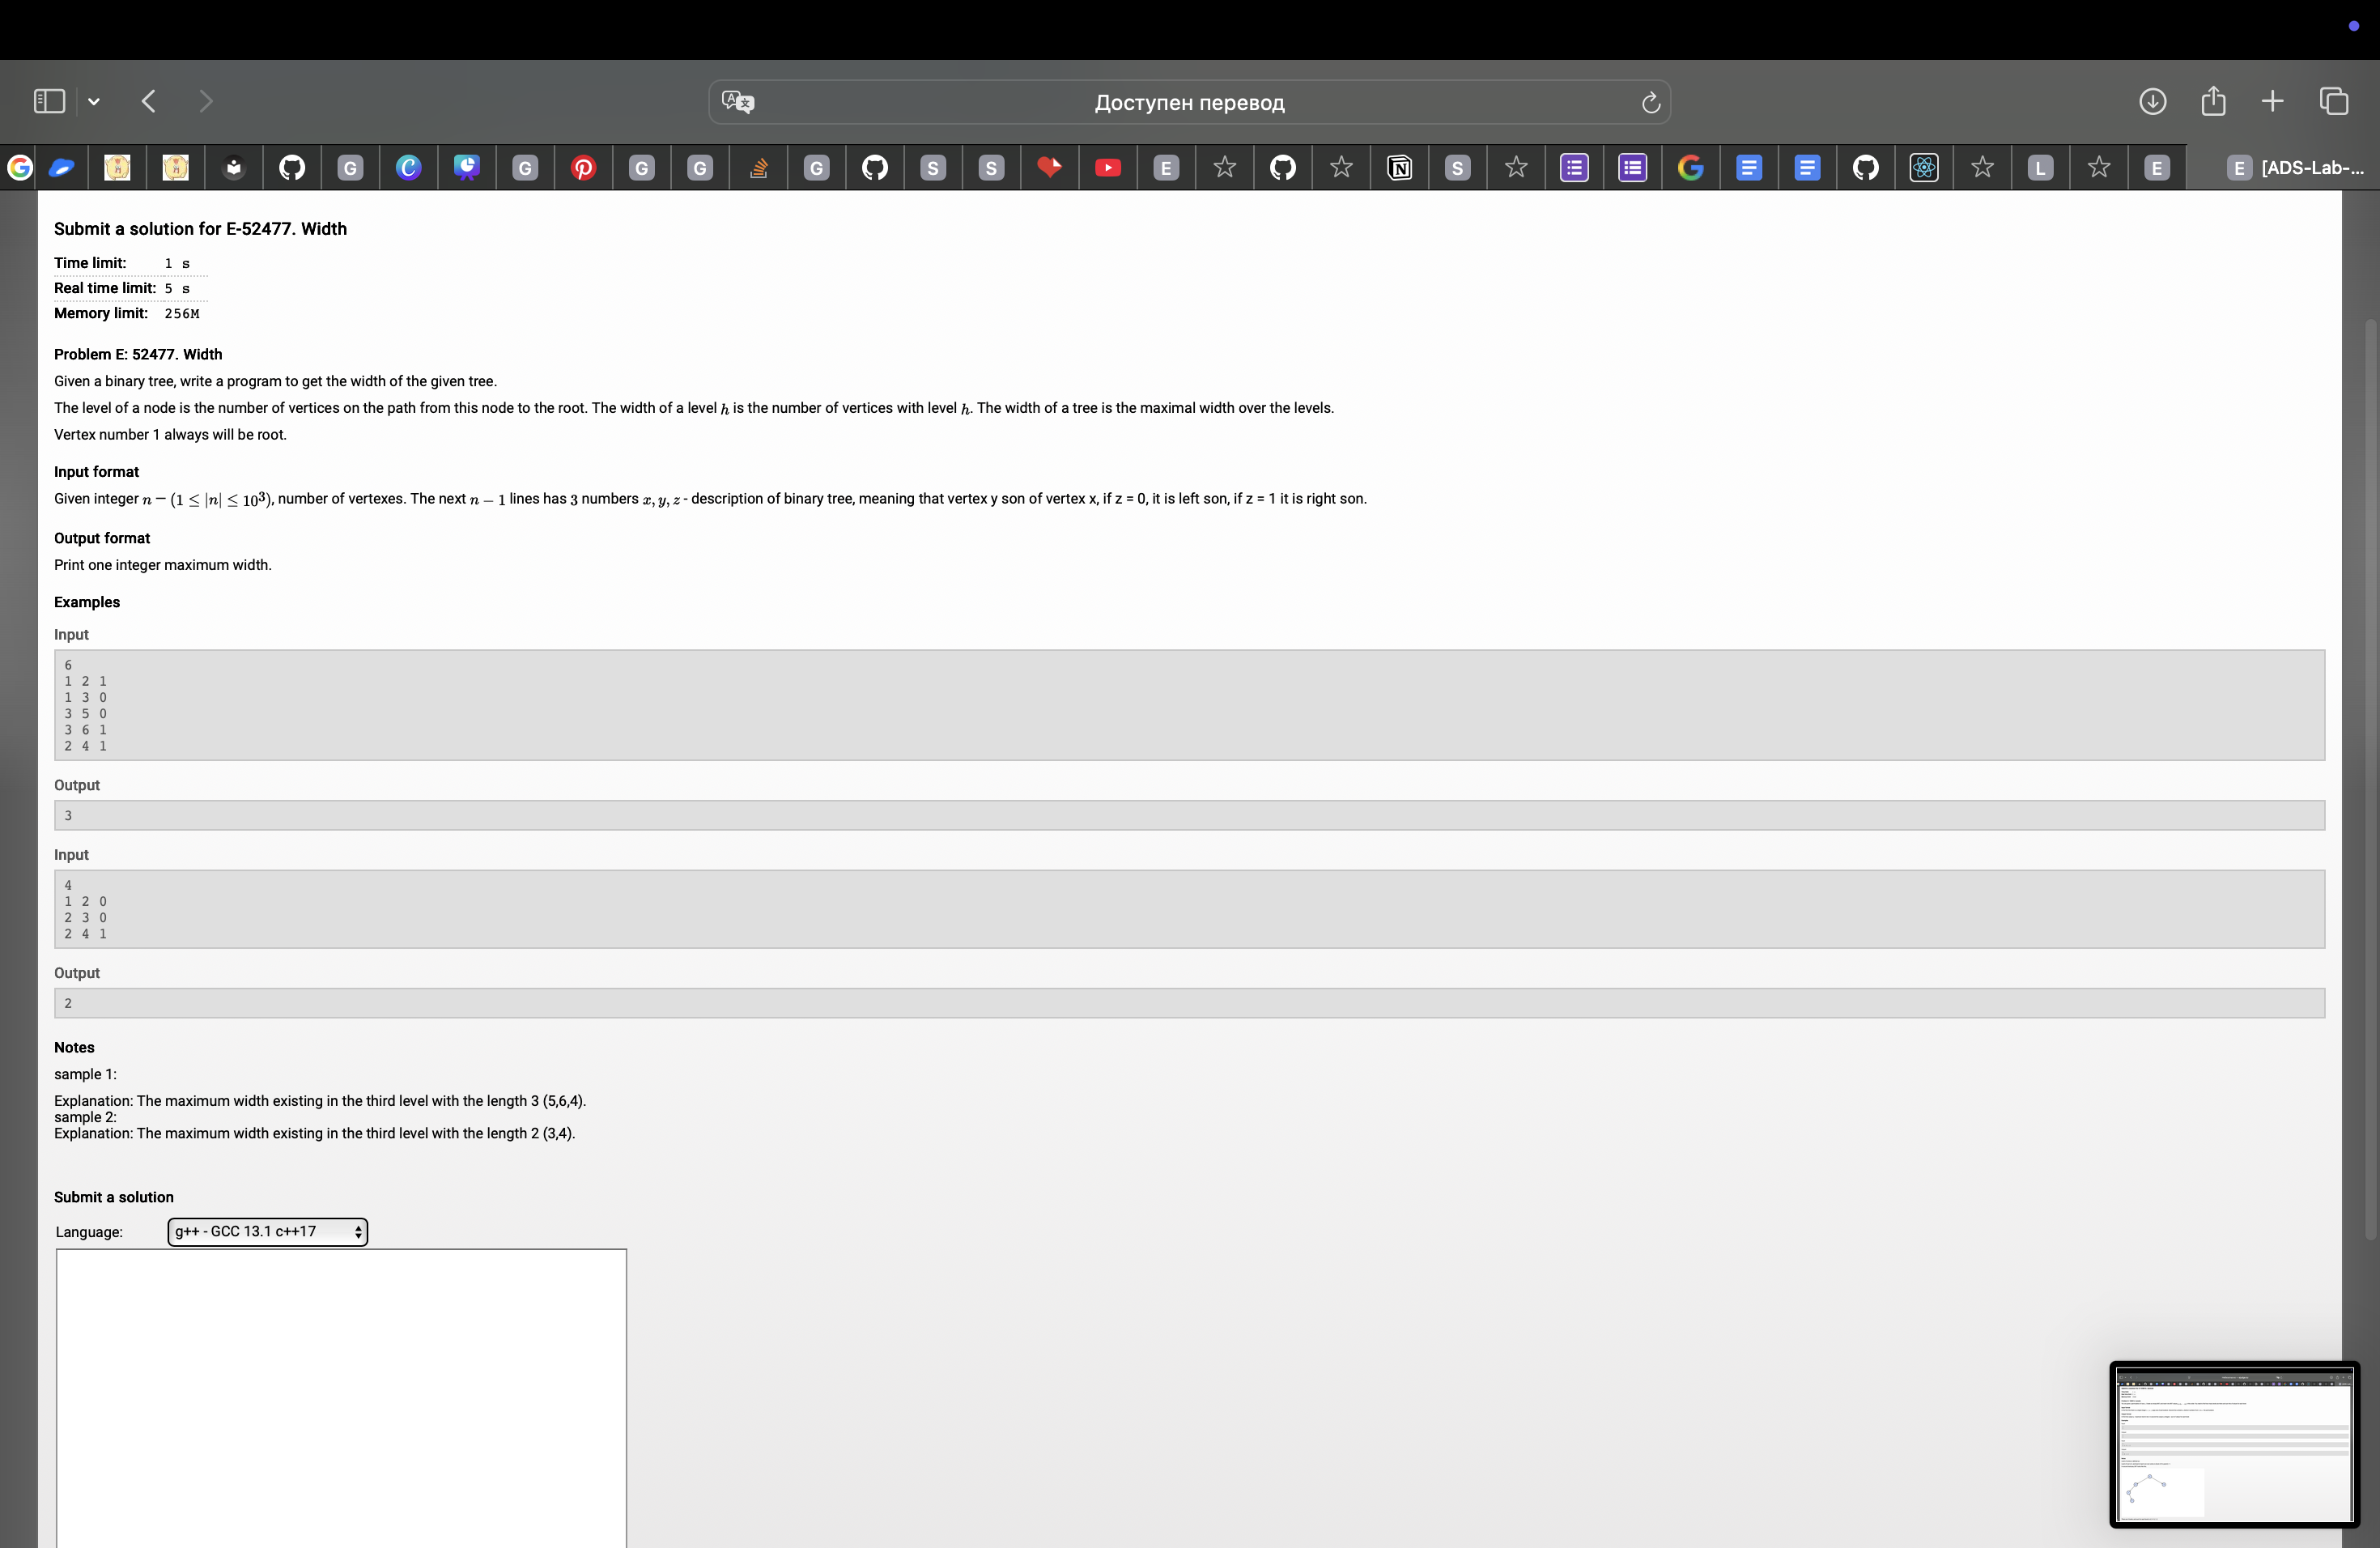 Доступен перевод
[ADS-Lab-...
Submit a solution for E-52477. Width
Time limit: 1 s
Real time limit: 5 s
Memory limit: 256M
Problem E: 52477. Width
Given a binary tree, write a program to get the width of the given tree.
The level of a node is the number of vertices on the path from this node to the root. The width of a level h is the number of vertices with level h. The width of a tree is the maximal width over the levels.
Vertex number 1 always will be root.
Input format
Given integer n − (1 ≤ |n| ≤ 10³), number of vertexes. The next n − 1 lines has 3 numbers x, y, z - description of binary tree, meaning that vertex y son of vertex x, if z = 0, it is left son, if z = 1 it is right son.
Output format
Print one integer maximum width.
Examples
Input
6
1 2 1
1 3 0
3 5 0
3 6 1
2 4 1
Output
3
Input
4
1 2 0
2 3 0
2 4 1
Output
2
Notes
sample 1:
Explanation: The maximum width existing in the third level with the length 3 (5,6,4).
sample 2:
Explanation: The maximum width existing in the third level with the length 2 (3,4).
Submit a solution
Language: g++ - GCC 13.1 c++17